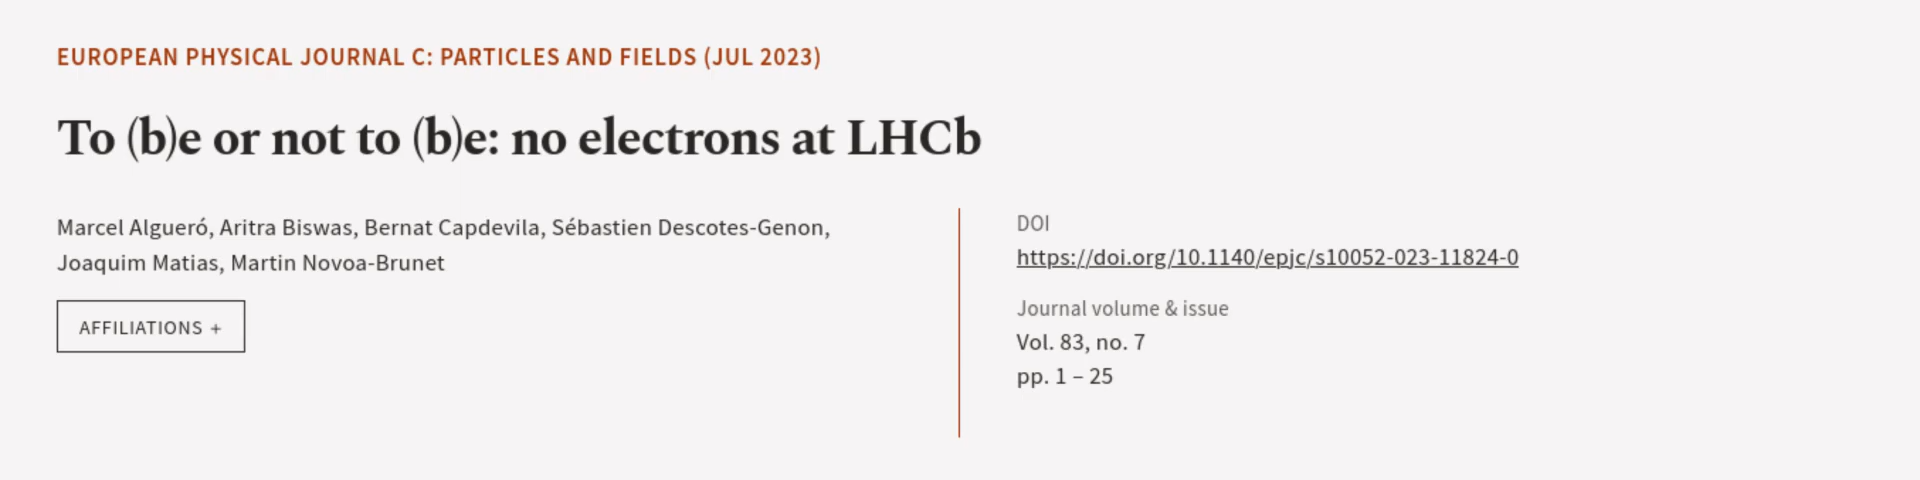 EUROPEAN PHYSICAL JOURNAL C: PARTICLES AND FIELDS (JUL 2023)
To (b)e or not to (b)e: no electrons at LHCb
Marcel Algueró, Aritra Biswas, Bernat Capdevila, Sébastien Descotes-Genon,
Joaquim Matias, Martin Novoa-Brunet
AFFILIATIONS +
DOI
https://doi.org/10.1140/epjc/s10052-023-11824-0
Journal volume & issue
Vol. 83, no. 7
pp. 1 – 25